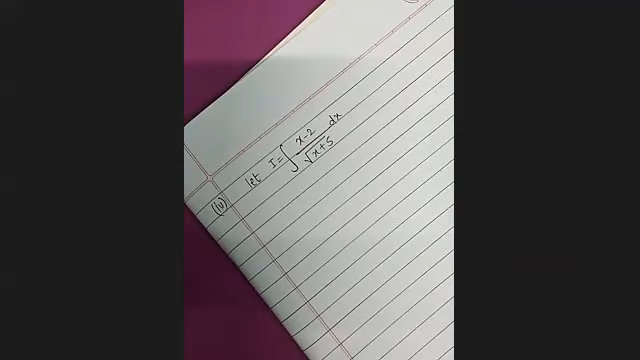 (iv) let I = ∫ x-2 / √x+5 dx